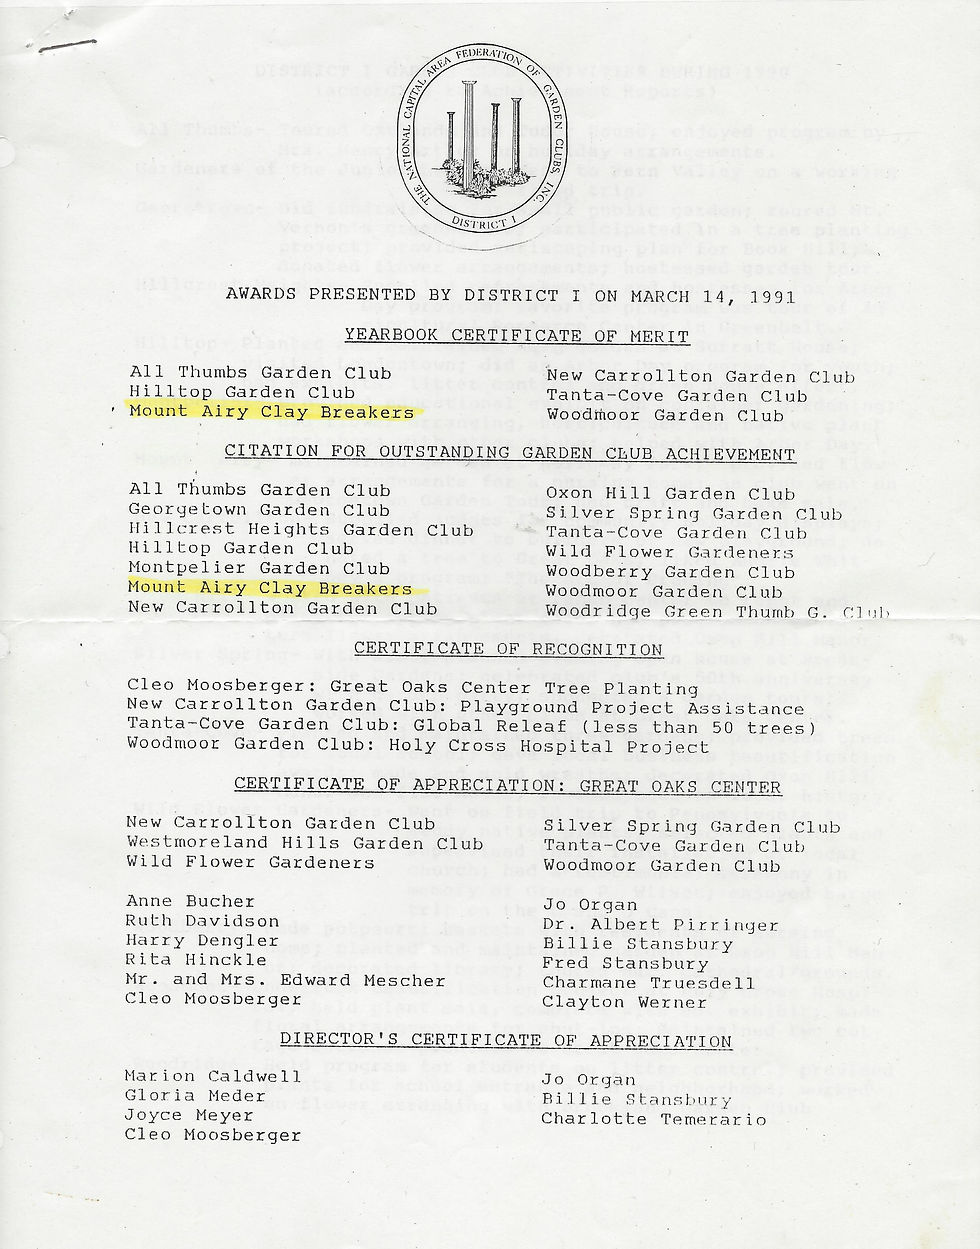 THE NATIONAL CAPITAL AREA FEDERATION OF GARDEN CLUBS, INC.
DISTRICT I
AWARDS PRESENTED BY DISTRICT I ON MARCH 14, 1991
YEARBOOK CERTIFICATE OF MERIT
All Thumbs Garden Club
Hilltop Garden Club
Mount Airy Clay Breakers
New Carrollton Garden Club
Tanta-Cove Garden Club
Woodmoor Garden Club
CITATION FOR OUTSTANDING GARDEN CLUB ACHIEVEMENT
All Thumbs Garden Club
Georgetown Garden Club
Hillcrest Heights Garden Club
Hilltop Garden Club
Montpelier Garden Club
Mount Airy Clay Breakers
New Carrollton Garden Club
Oxon Hill Garden Club
Silver Spring Garden Club
Tanta-Cove Garden Club
Wild Flower Gardeners
Woodberry Garden Club
Woodmoor Garden Club
Woodridge Green Thumb G. Club
CERTIFICATE OF RECOGNITION
Cleo Moosberger: Great Oaks Center Tree Planting
New Carrollton Garden Club: Playground Project Assistance
Tanta-Cove Garden Club: Global Releaf (less than 50 trees)
Woodmoor Garden Club: Holy Cross Hospital Project
CERTIFICATE OF APPRECIATION: GREAT OAKS CENTER
New Carrollton Garden Club
Westmoreland Hills Garden Club
Wild Flower Gardeners
Silver Spring Garden Club
Tanta-Cove Garden Club
Woodmoor Garden Club
Anne Bucher
Ruth Davidson
Harry Dengler
Rita Hinckle
Mr. and Mrs. Edward Mescher
Cleo Moosberger
Jo Organ
Dr. Albert Pirringer
Billie Stansbury
Fred Stansbury
Charmane Truesdell
Clayton Werner
DIRECTOR'S CERTIFICATE OF APPRECIATION
Marion Caldwell
Gloria Meder
Joyce Meyer
Cleo Moosberger
Jo Organ
Billie Stansbury
Charlotte Temerario